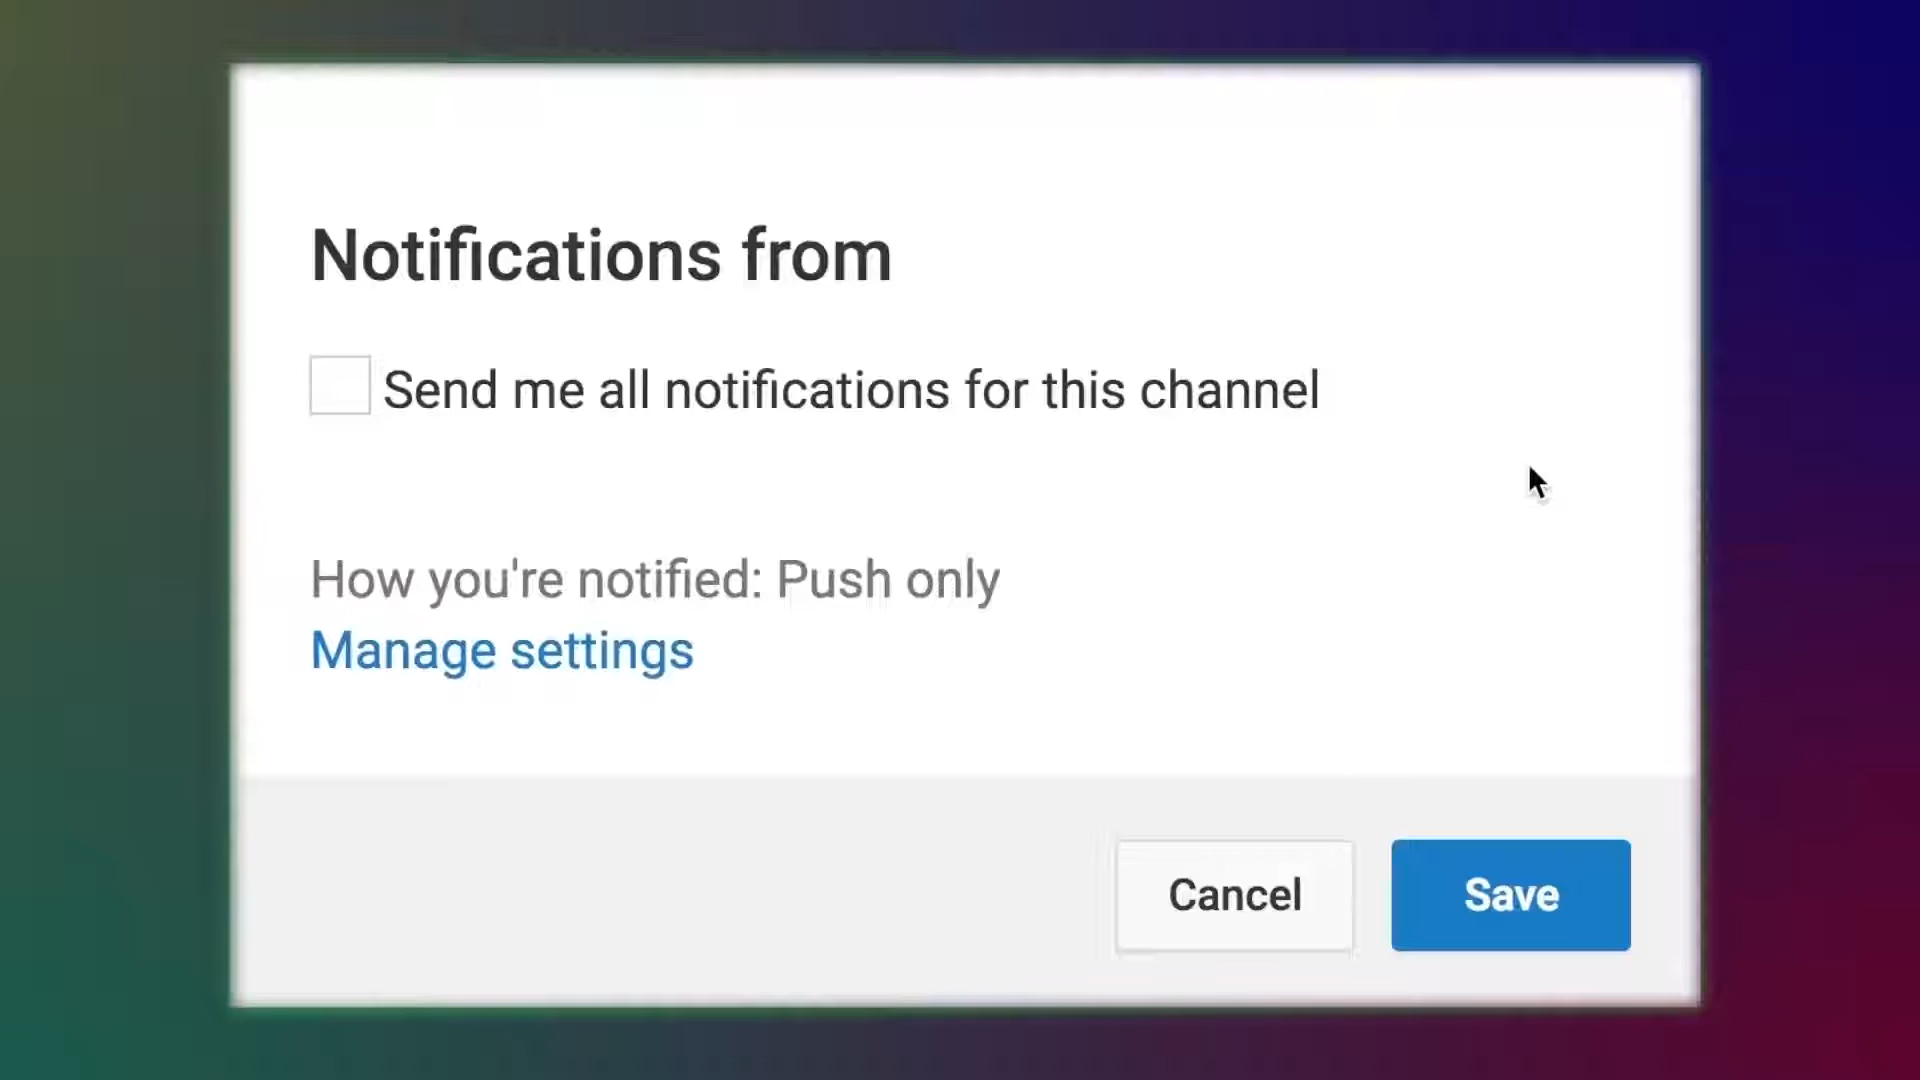 Notifications from
Send me all notifications for this channel
How you're notified: Push only
Manage settings
Cancel
Save